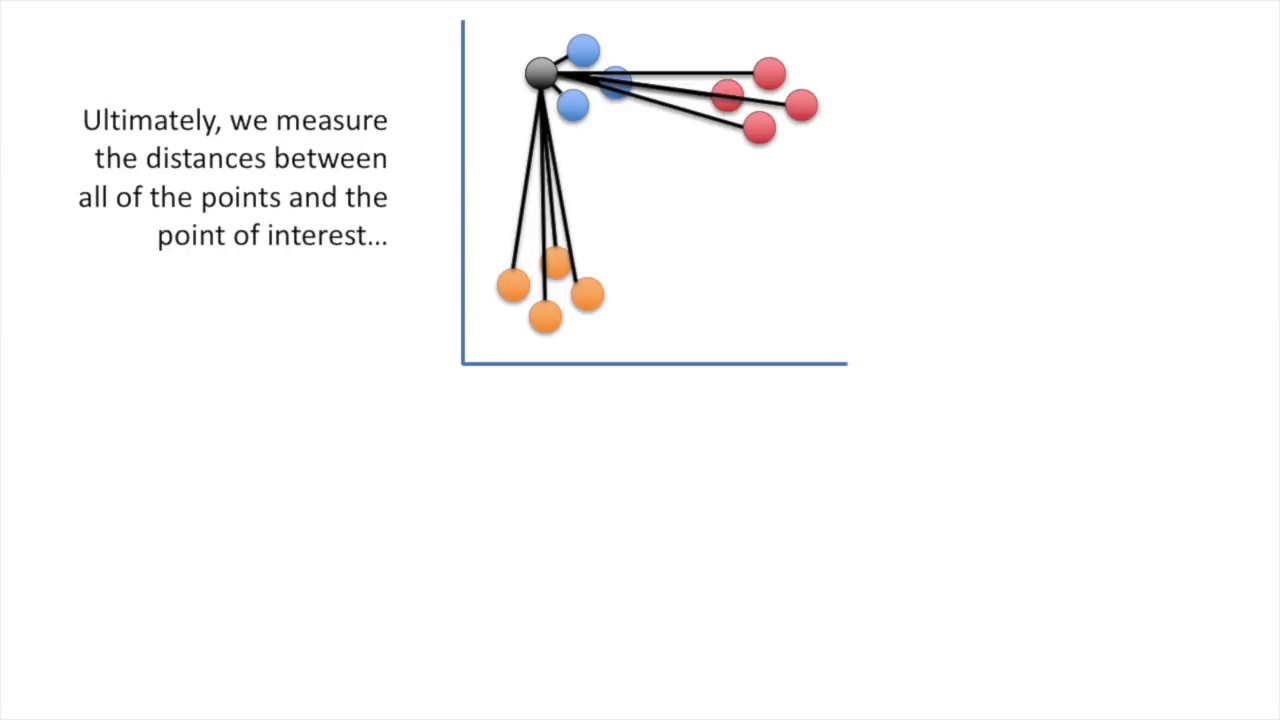 Ultimately, we measure
the distances between
all of the points and the
point of interest...